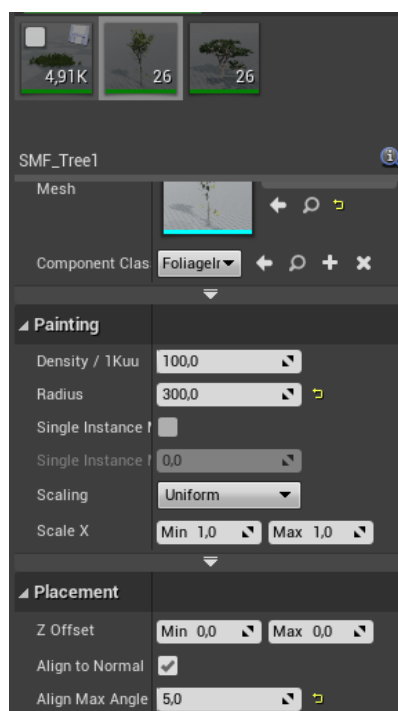 4,91K 26 26
SMF_Tree1
Mesh
Component Clas FoliageIr
Painting
Density / 1Kuu 100,0
Radius 300,0
Single Instance
Single Instance 0,0
Scaling Uniform
Scale X Min 1,0 Max 1,0
Placement
Z Offset Min 0,0 Max 0,0
Align to Normal
Align Max Angle 5,0